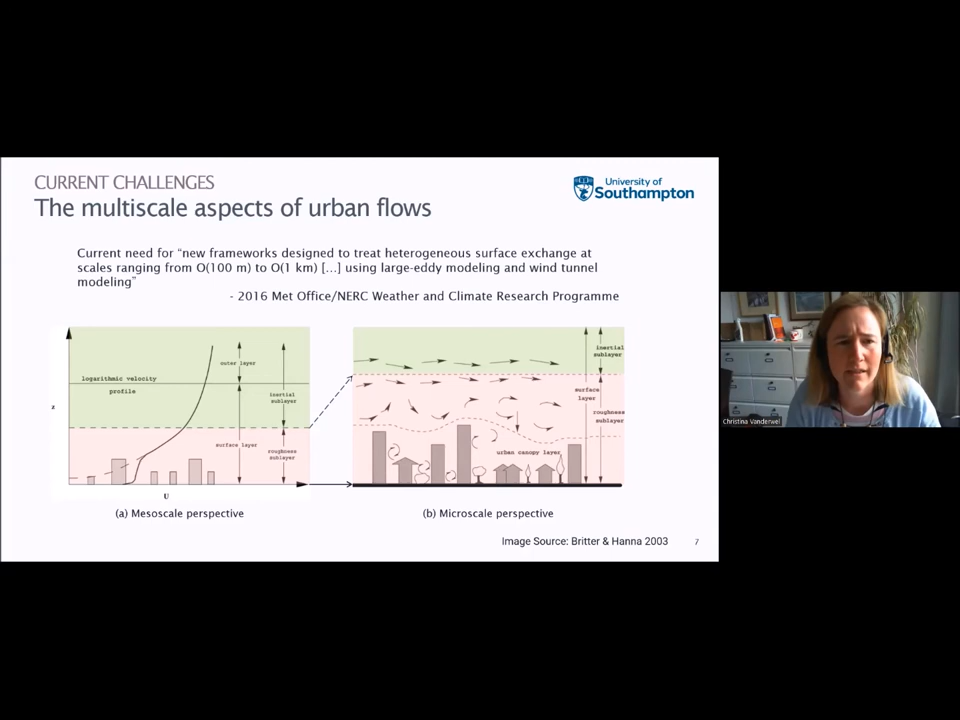 CURRENT CHALLENGES
The multiscale aspects of urban flows
University of
Southampton
Current need for “new frameworks designed to treat heterogeneous surface exchange at
scales ranging from O(100 m) to O(1 km) […] using large-eddy modeling and wind tunnel
modeling”
- 2016 Met Office/NERC Weather and Climate Research Programme
z
logarithmic velocity
profile
outer layer
inertial
sublayer
surface layer
roughness
sublayer
U
(a) Mesoscale perspective
inertial
sublayer
surface
layer
roughness
sublayer
urban canopy layer
(b) Microscale perspective
Image Source: Britter & Hanna 2003
7
Christina Vanderwel